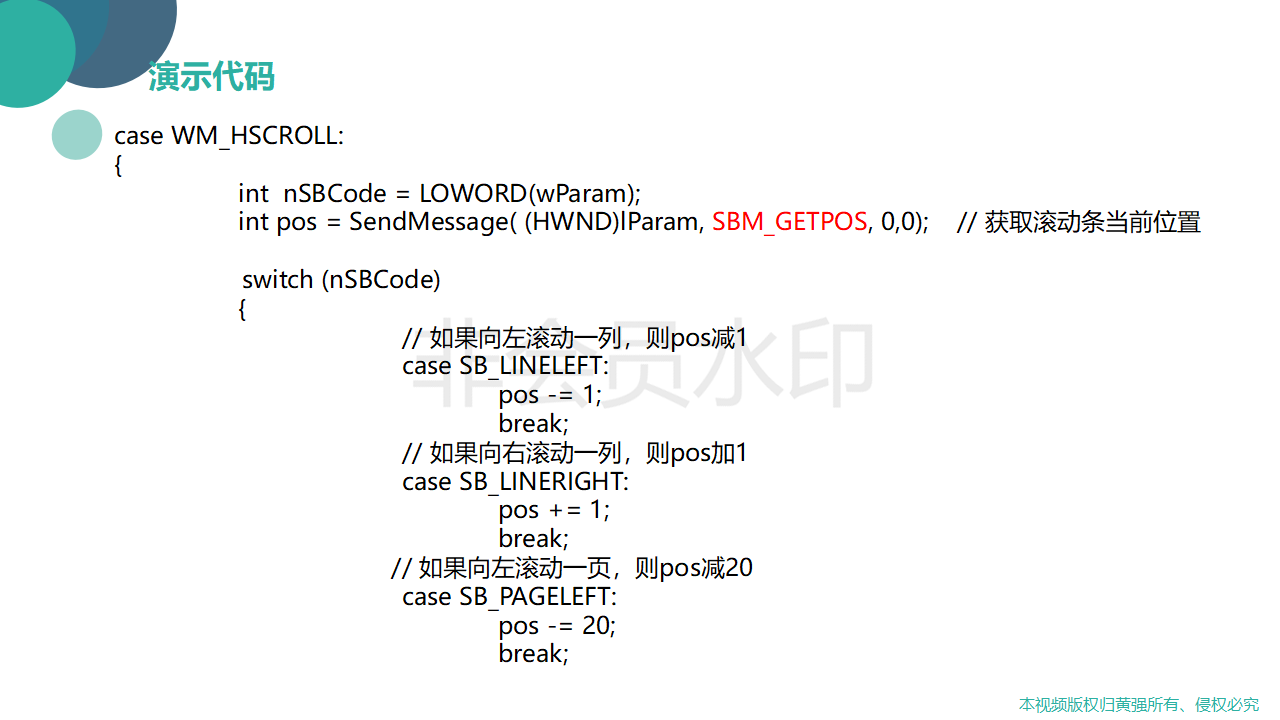 演示代码
case WM_HSCROLL:
{
int  nSBCode = LOWORD(wParam);
int pos = SendMessage( (HWND)lParam, SBM_GETPOS, 0,0);    // 获取滚动条当前位置
switch (nSBCode)
{
// 如果向左滚动一列，则pos减1
case SB_LINELEFT:
pos -= 1;
break;
// 如果向右滚动一列，则pos加1
case SB_LINERIGHT:
pos += 1;
break;
// 如果向左滚动一页，则pos减20
case SB_PAGELEFT:
pos -= 20;
break;
非会员水印
本视频版权归黄强所有、侵权必究